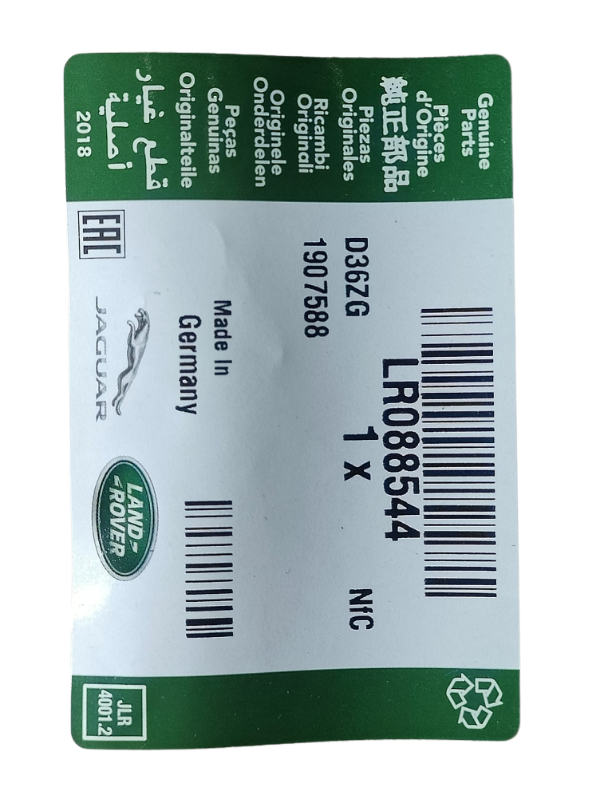 Genuine
Parts
Pièces
d'Origine
純正部品
Piezas
Originales
Ricambi
Originali
Originele
Onderdelen
Peças
Genuinas
Originalteile
قطع غيار
أصلية
2018
LR088544
D36ZG
1 X
NfC
1907588
Made In
Germany
EAC
JAGUAR
LAND-
-ROVER
JLR
4001.2